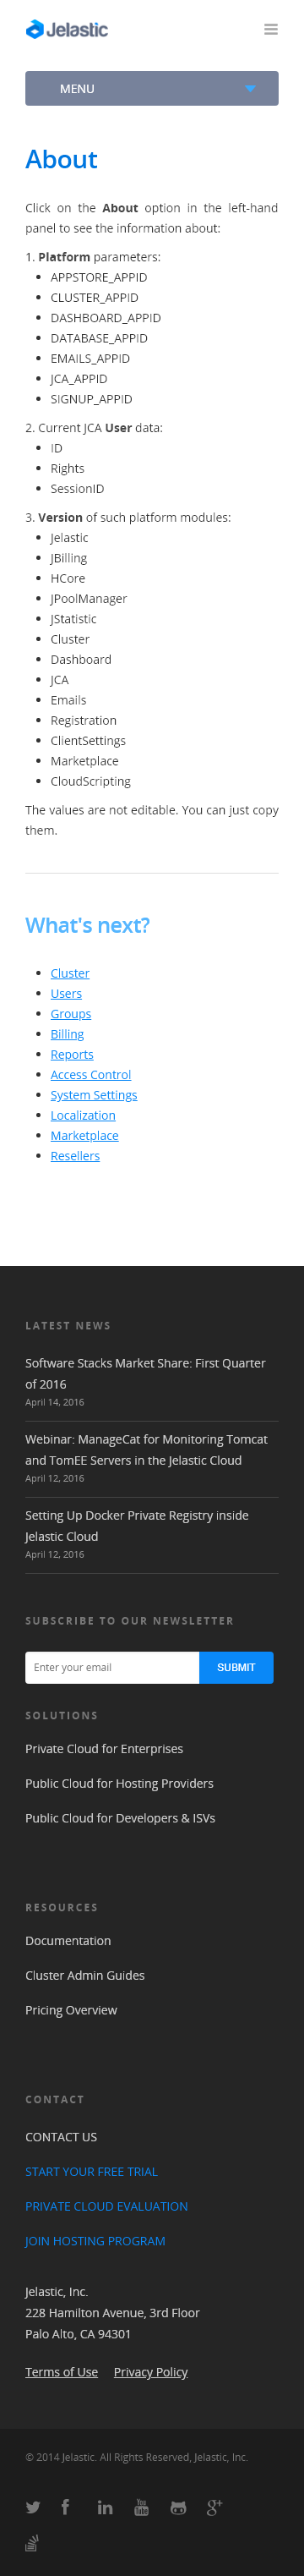 Jelastic
MENU
About
Click on the About option in the left-hand
panel to see the information about:
1. Platform parameters:
APPSTORE_APPID
CLUSTER_APPID
DASHBOARD_APPID
DATABASE_APPID
EMAILS_APPID
JCA_APPID
SIGNUP_APPID
2. Current JCA User data:
ID
Rights
SessionID
3. Version of such platform modules:
Jelastic
JBilling
HCore
JPoolManager
JStatistic
Cluster
Dashboard
JCA
Emails
Registration
ClientSettings
Marketplace
CloudScripting
The values are not editable. You can just copy
them.
What's next?
Cluster
Users
Groups
Billing
Reports
Access Control
System Settings
Localization
Marketplace
Resellers
LATEST NEWS
Software Stacks Market Share: First Quarter
of 2016
April 14, 2016
Webinar: ManageCat for Monitoring Tomcat
and TomEE Servers in the Jelastic Cloud
April 12, 2016
Setting Up Docker Private Registry inside
Jelastic Cloud
April 12, 2016
SUBSCRIBE TO OUR NEWSLETTER
Enter your email SUBMIT
SOLUTIONS
Private Cloud for Enterprises
Public Cloud for Hosting Providers
Public Cloud for Developers & ISVs
RESOURCES
Documentation
Cluster Admin Guides
Pricing Overview
CONTACT
CONTACT US
START YOUR FREE TRIAL
PRIVATE CLOUD EVALUATION
JOIN HOSTING PROGRAM
Jelastic, Inc.
228 Hamilton Avenue, 3rd Floor
Palo Alto, CA 94301
Terms of Use Privacy Policy
© 2014 Jelastic. All Rights Reserved, Jelastic, Inc.